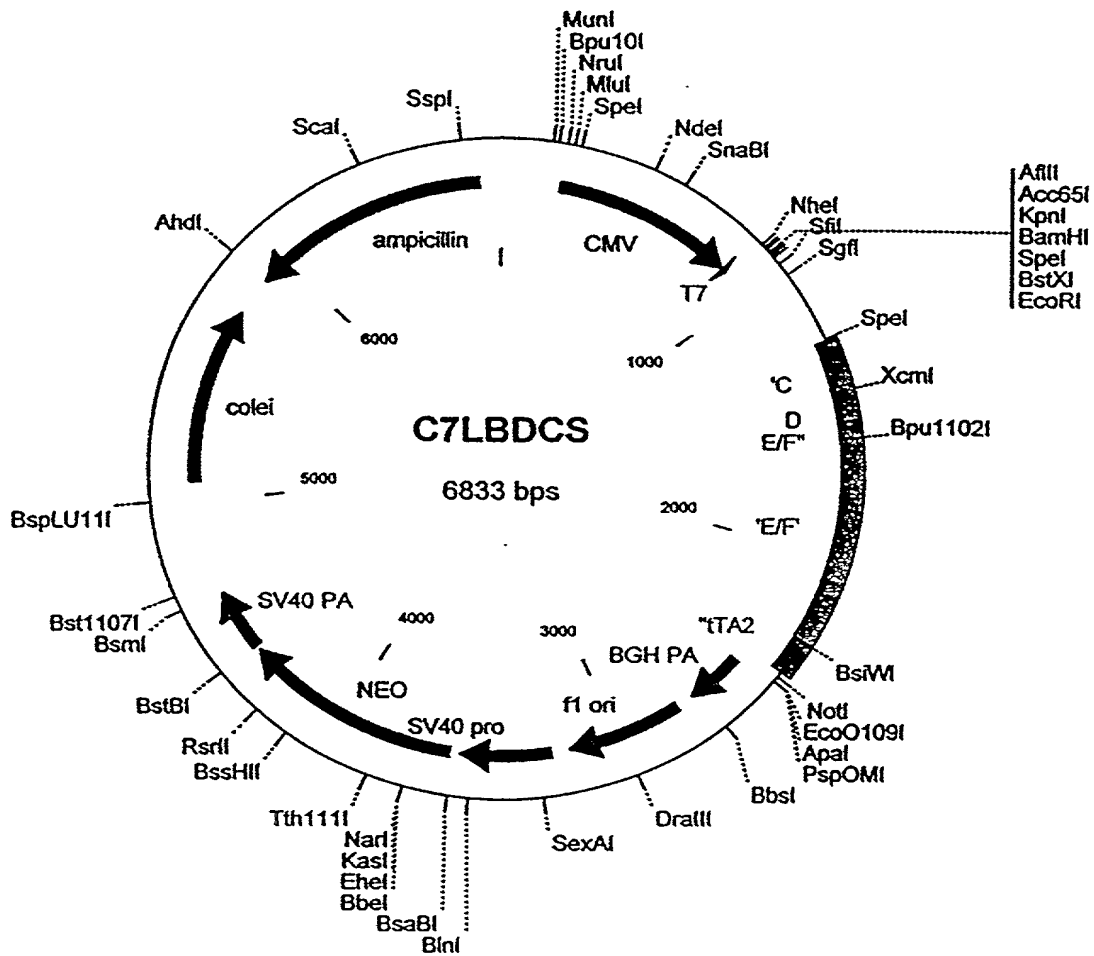 MunI
Bpu10I
NruI
MluI
SpeI
SspI
ScaI
NdeI
SnaBI
AflII
Acc65I
KpnI
BamHI
SpeI
BstXI
EcoRI
NheI
SfiI
SgfI
AhdI
ampicillin
CMV
T7
SpeI
6000
1000
XcmI
'C
colei
C7LBDCS
D
Bpu1102I
E/F"
5000
6833 bps
2000
'E/F'
BspLU11I
SV40 PA
Bst1107I
BsmI
4000
3000
"tTA2
BGH PA
BsiWI
NEO
f1 ori
NotI
BstBI
SV40 pro
EcoO109I
RsrII
ApaI
BssHII
PspOMI
BbsI
Tth111I
DraIII
NarI
SexAI
KasI
EheI
BbeI
BsaBI
BlnI